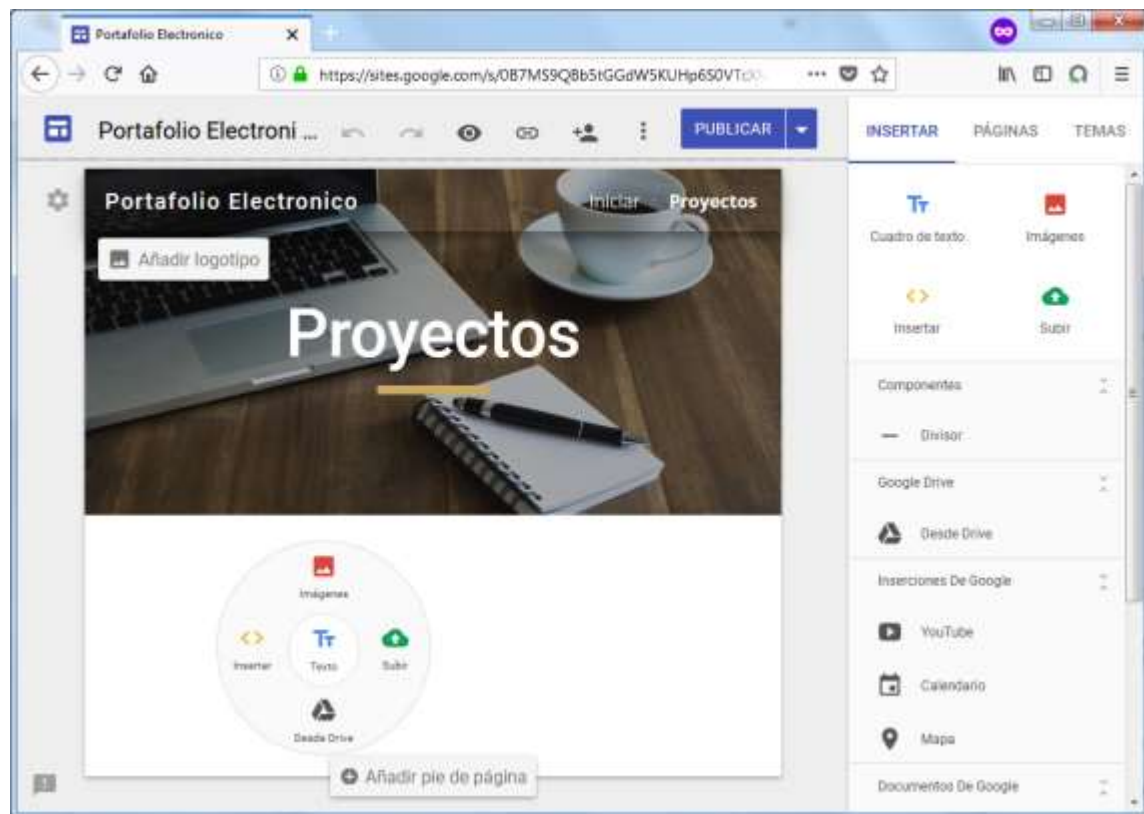 Portafolio Electronico
https://sites.google.com/s/
Portafolio Electroni ...
PUBLICAR
INSERTAR PÁGINAS TEMAS
Portafolio Electronico
Iniciar Proyectos
Añadir logotipo
Proyectos
Imágenes
Insertar Texto Subir
Desde Drive
Añadir pie de página
Cuadro de texto Imágenes
Insertar Subir
Componentes
Divisor
Google Drive
Desde Drive
Inserciones De Google
YouTube
Calendario
Mapa
Documentos De Google